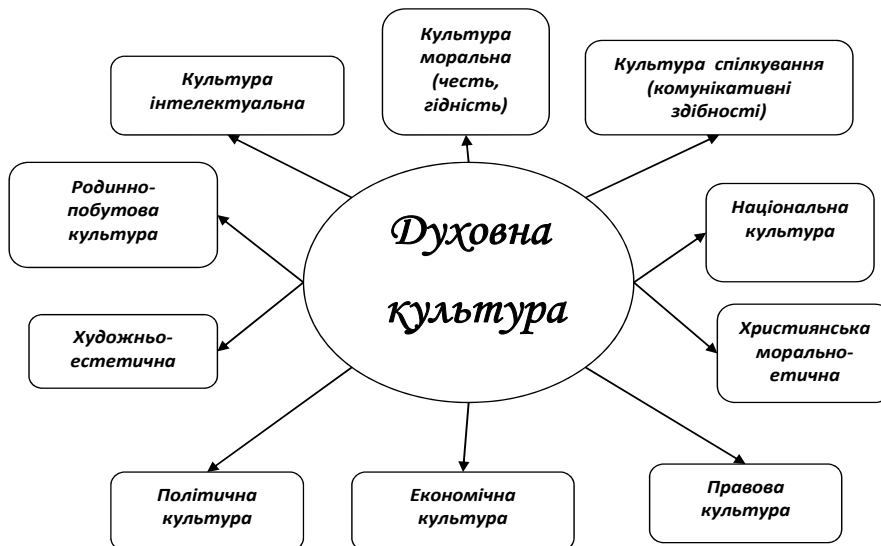 Культура
моральна
(честь,
гідність)
Культура
інтелектуальна
Культура спілкування
(комунікативні
здібності)
Родинно-
побутова
культура
Національна
культура
Духовна
культура
Художньо-
естетична
Християнська
морально-
етична
Політична
культура
Економічна
культура
Правова
культура